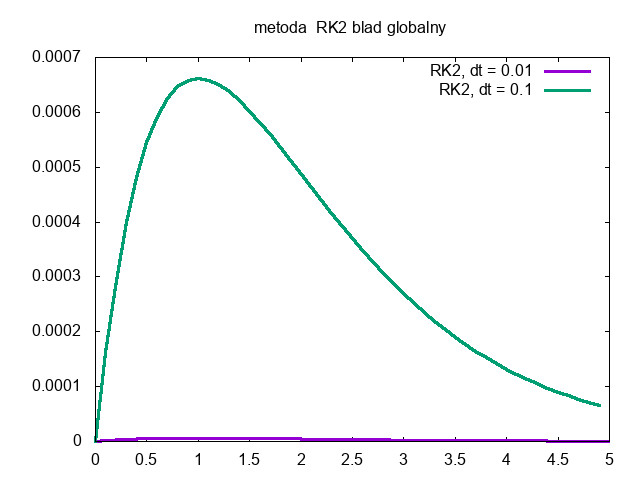 metoda  RK2 blad globalny
0.0007
RK2, dt = 0.01
RK2, dt = 0.1
0.0006
0.0005
0.0004
0.0003
0.0002
0.0001
0
0 0.5 1 1.5 2 2.5 3 3.5 4 4.5 5